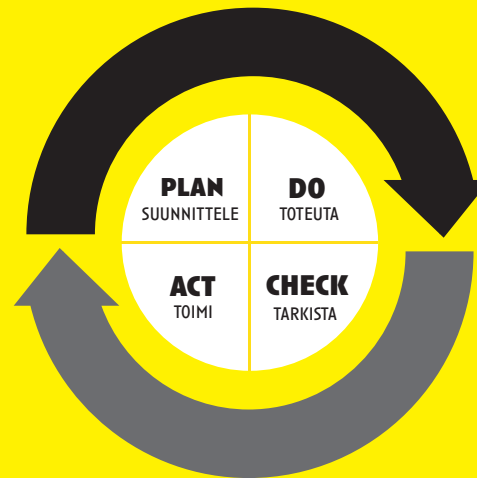 PLAN
SUUNNITTELE
DO
TOTEUTA
ACT
TOIMI
CHECK
TARKISTA